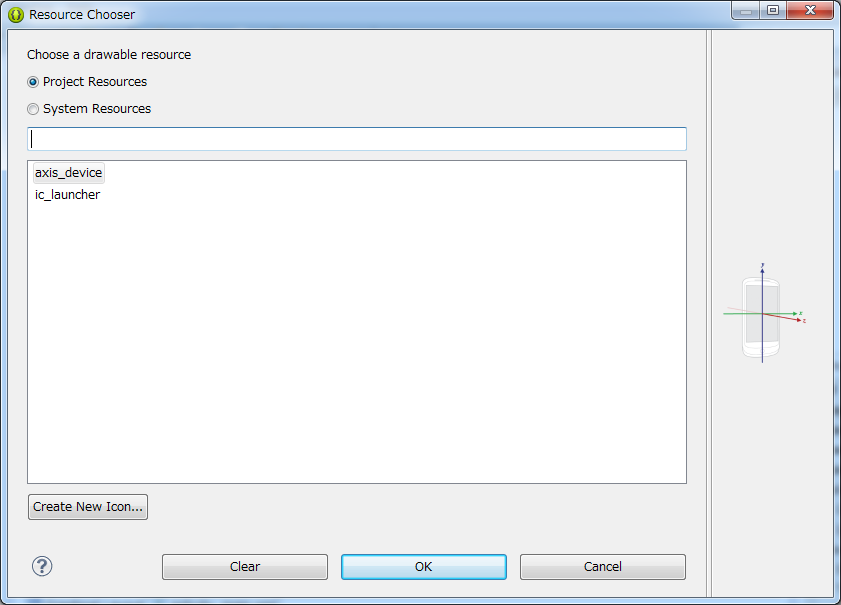 Resource Chooser
Choose a drawable resource
Project Resources
System Resources
axis_device
ic_launcher
y
x
z
Create New Icon...
?
Clear
OK
Cancel